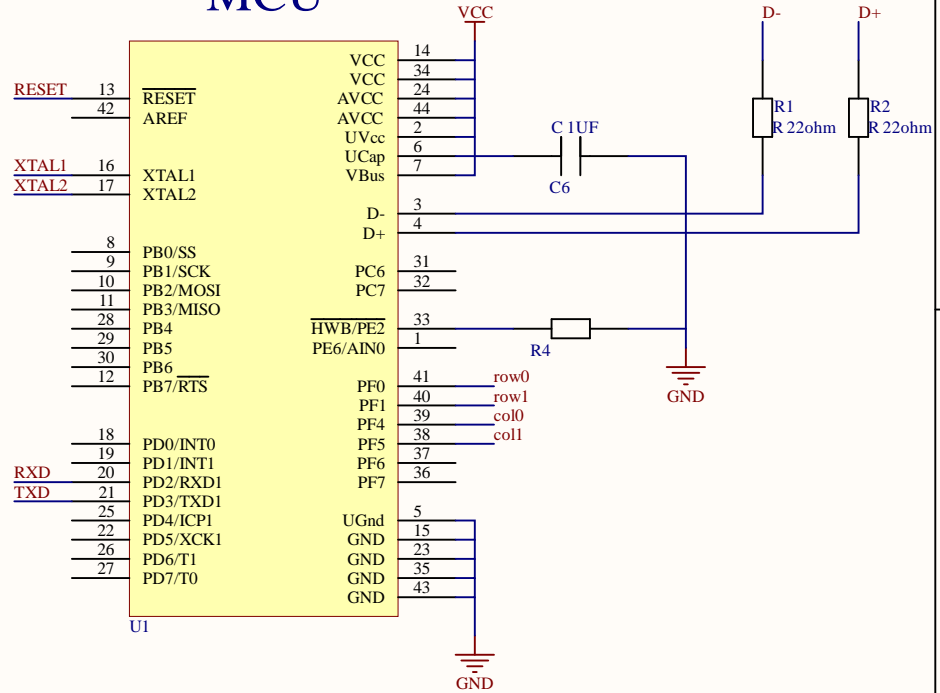 MCU
VCC
D-
D+
RESET
13
RESET
42
AREF
XTAL1
16
XTAL1
XTAL2
17
XTAL2
8
PB0/SS
9
PB1/SCK
10
PB2/MOSI
11
PB3/MISO
28
PB4
29
PB5
30
PB6
12
PB7/RTS
18
PD0/INT0
19
PD1/INT1
RXD
20
PD2/RXD1
TXD
21
PD3/TXD1
25
PD4/ICP1
22
PD5/XCK1
26
PD6/T1
27
PD7/T0
U1
VCC
14
VCC
34
AVCC
24
AVCC
44
UVcc
2
UCap
6
VBus
7
D-
3
D+
4
PC6
31
PC7
32
HWB/PE2
33
PE6/AIN0
1
PF0
41
row0
PF1
40
row1
PF4
39
col0
PF5
38
col1
PF6
37
PF7
36
UGnd
5
GND
15
GND
23
GND
35
GND
43
GND
C 1UF
C6
R4
GND
R1
R 22ohm
R2
R 22ohm